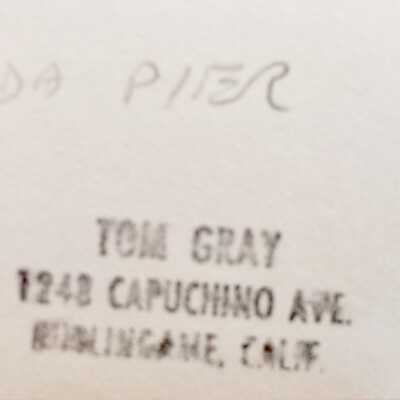 DA PIER
TOM GRAY
1248 CAPUCHINO AVE.
BURLINGAME, CALIF.